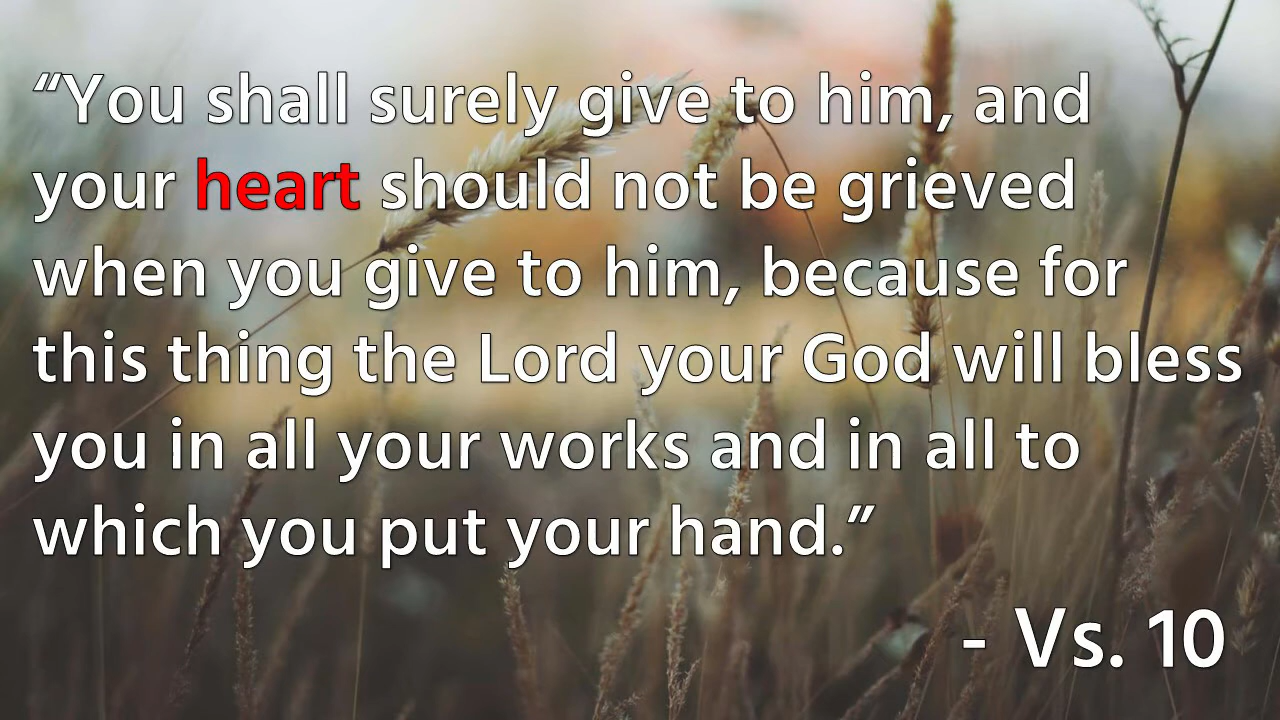 “You shall surely give to him, and
your heart should not be grieved
when you give to him, because for
this thing the Lord your God will bless
you in all your works and in all to
which you put your hand.”
- Vs. 10